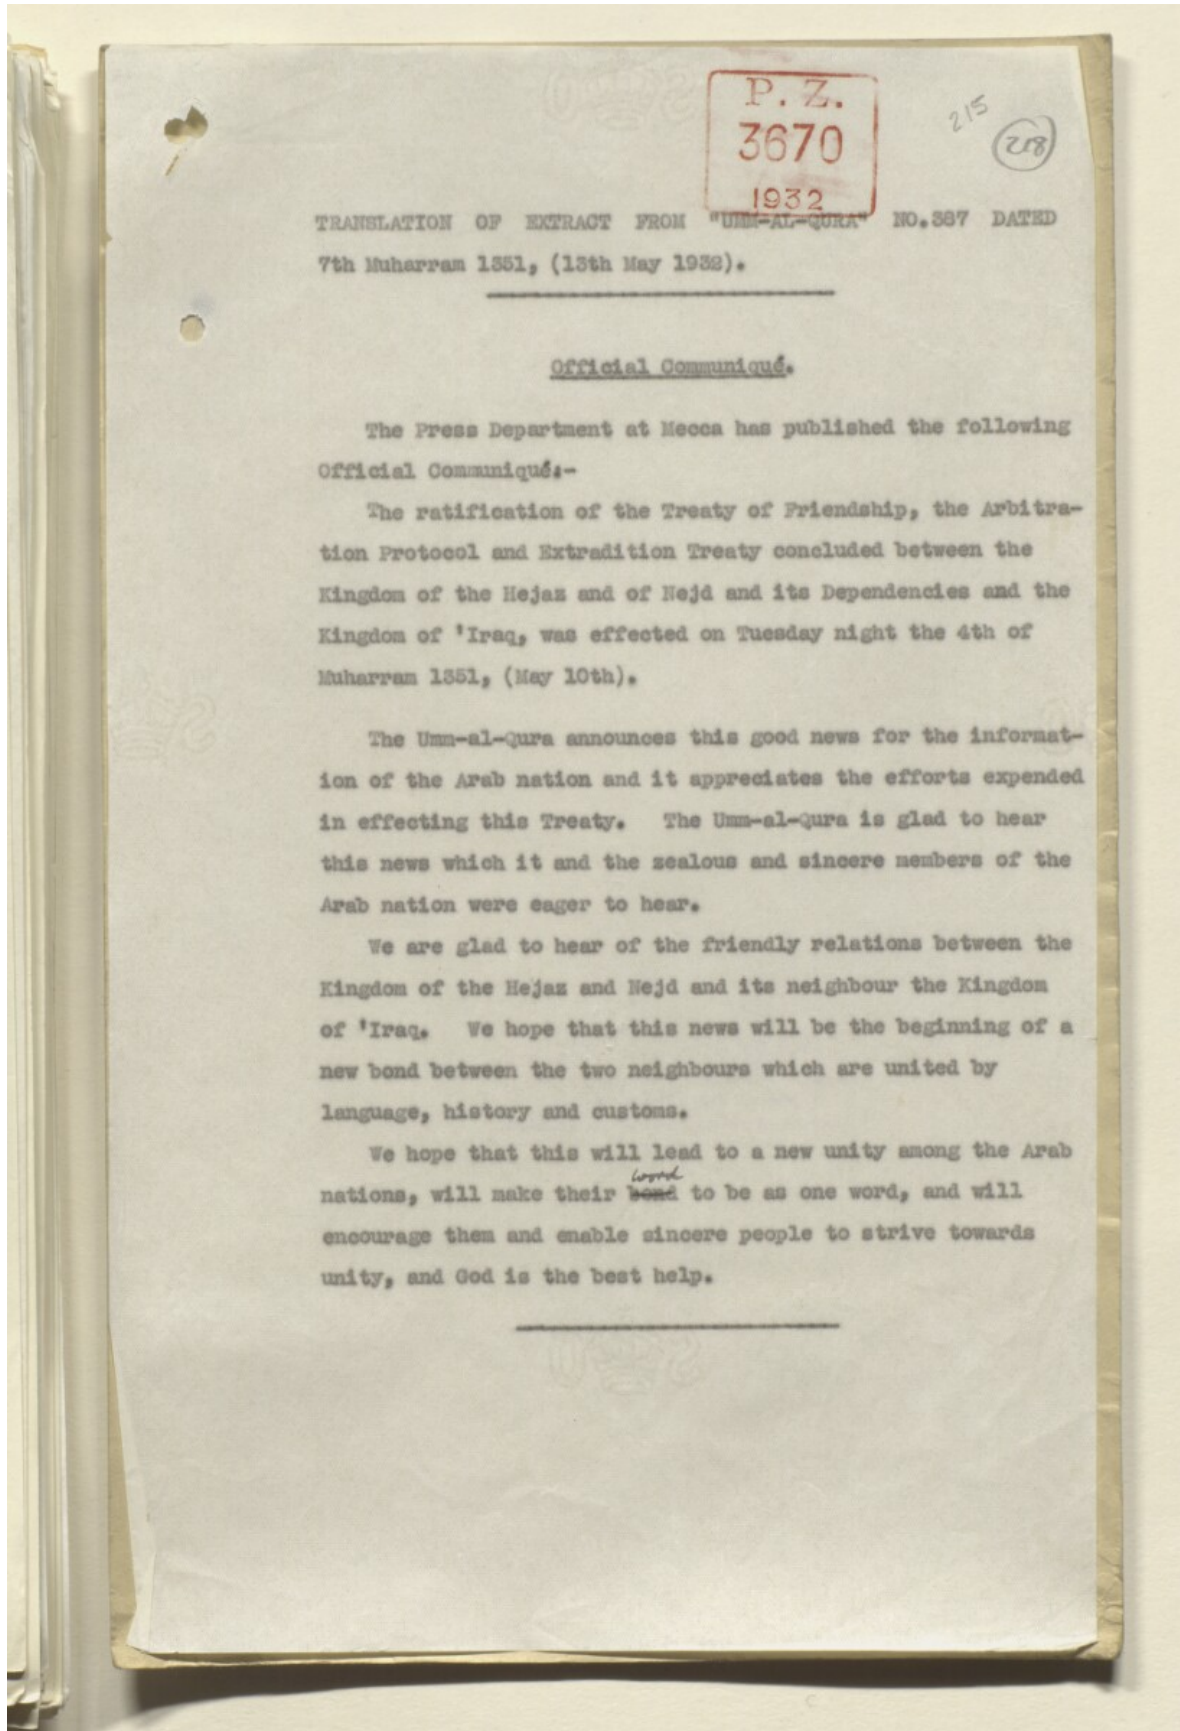 P. Z.
3670
1932
215
218
TRANSLATION OF EXTRACT FROM "UMM-AL-QURA" NO.387 DATED
7th Muharram 1351, (13th May 1932).
Official Communiqué.
The Press Department at Mecca has published the following
Official Communiqué:-
The ratification of the Treaty of Friendship, the Arbitra-
tion Protocol and Extradition Treaty concluded between the
Kingdom of the Hejaz and of Nejd and its Dependencies and the
Kingdom of 'Iraq, was effected on Tuesday night the 4th of
Muharram 1351, (May 10th).
The Umm-al-Qura announces this good news for the informat-
ion of the Arab nation and it appreciates the efforts expended
in effecting this Treaty. The Umm-al-Qura is glad to hear
this news which it and the zealous and sincere members of the
Arab nation were eager to hear.
We are glad to hear of the friendly relations between the
Kingdom of the Hejaz and Nejd and its neighbour the Kingdom
of 'Iraq. We hope that this news will be the beginning of a
new bond between the two neighbours which are united by
language, history and customs.
We hope that this will lead to a new unity among the Arab
word
nations, will make their bond to be as one word, and will
encourage them and enable sincere people to strive towards
unity, and God is the best help.